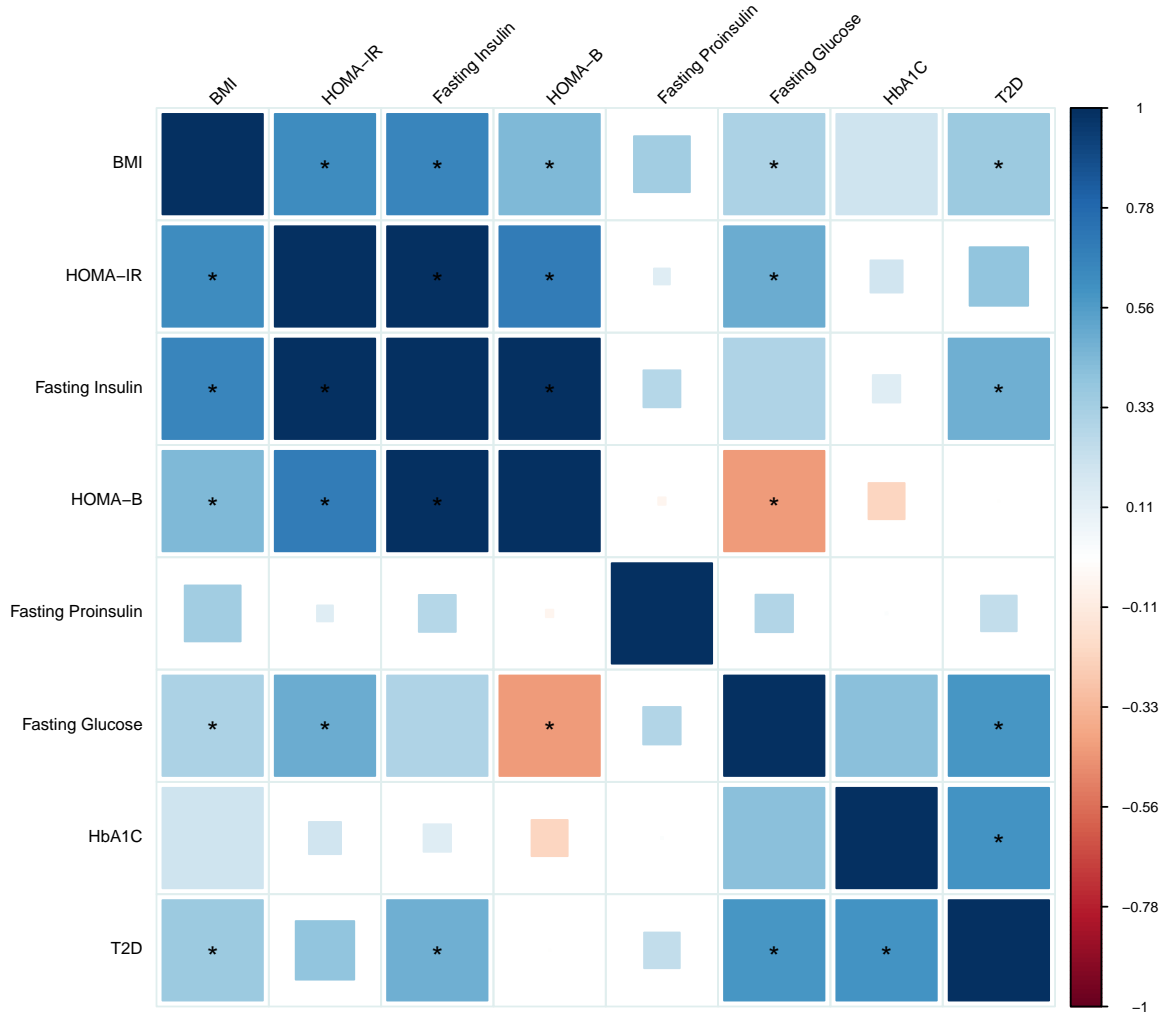 BMI
HOMA−IR
Fasting Insulin
HOMA−B
Fasting Proinsulin
Fasting Glucose
HbA1C
T2D
BMI * * * * *
HOMA−IR * * * *
Fasting Insulin * * * *
HOMA−B * * * *
Fasting Proinsulin
Fasting Glucose * * * *
HbA1C *
T2D * * * *
1
0.78
0.56
0.33
0.11
−0.11
−0.33
−0.56
−0.78
−1